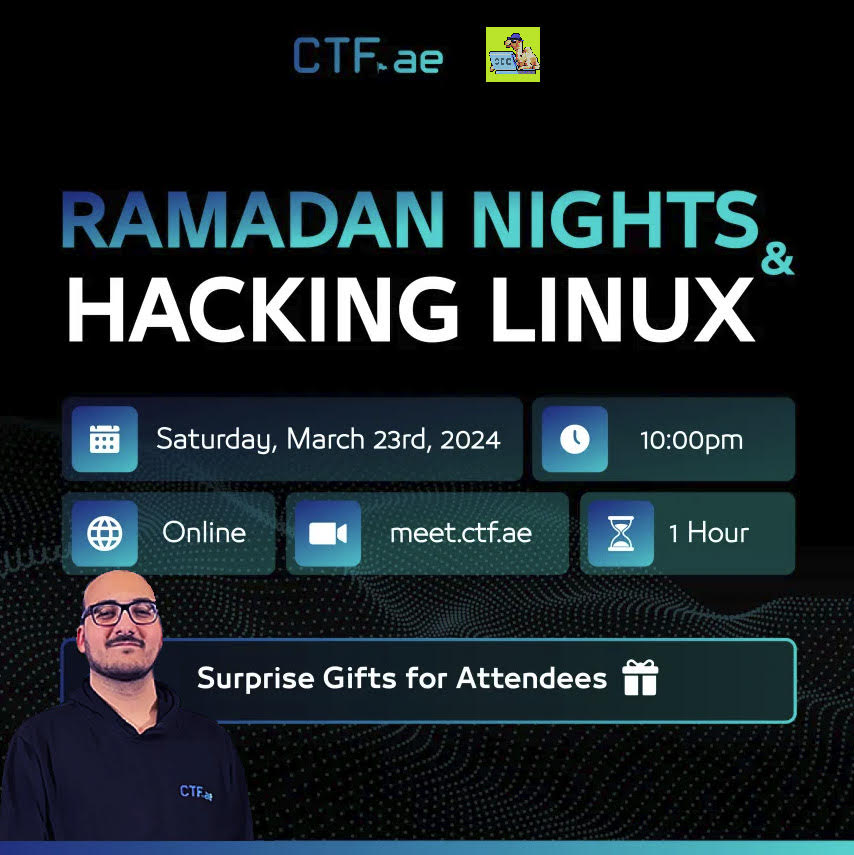 CTF.ae
RAMADAN NIGHTS
&
HACKING LINUX
Saturday, March 23rd, 2024
10:00pm
Online
meet.ctf.ae
1 Hour
Surprise Gifts for Attendees
CTF.ae